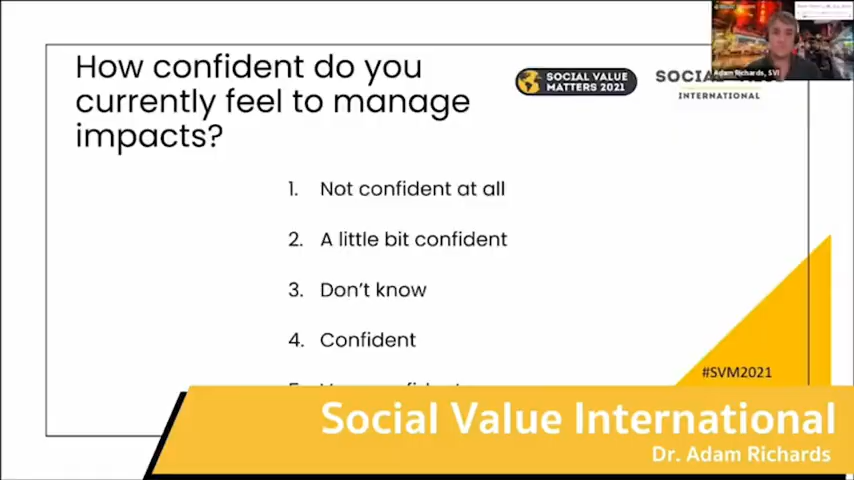 How confident do you
currently feel to manage
impacts?
SOCIAL VALUE
MATTERS 2021
SOCIAL
INTERNATIONAL
Adam Richards, SVI
1. Not confident at all
2. A little bit confident
3. Don't know
4. Confident
#SVM2021
Social Value International
Dr. Adam Richards